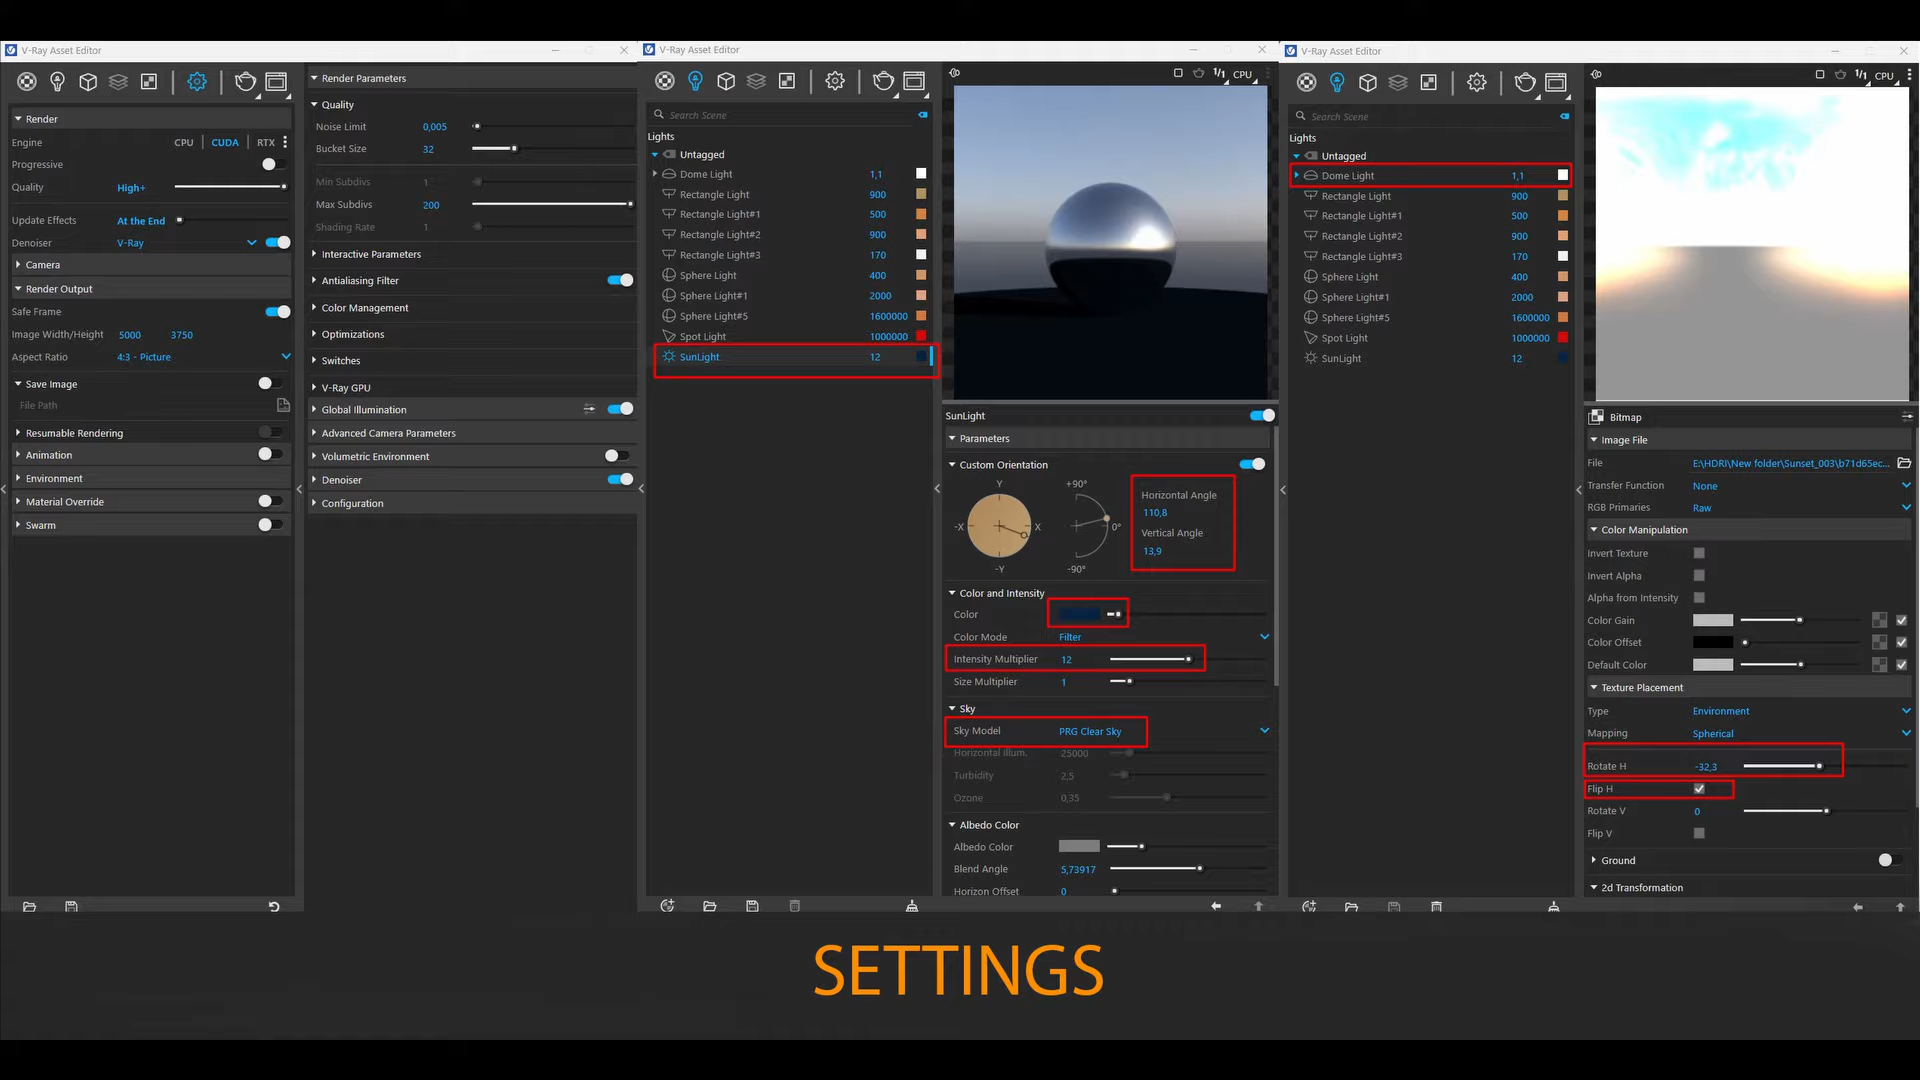 V-Ray Asset Editor
Render
Engine CPU CUDA RTX
Progressive
Quality High+
Update Effects At the End
Denoiser V-Ray
Camera
Render Output
Safe Frame
Image Width/Height 5000 3750
Aspect Ratio 4:3 - Picture
Save Image
File Path
Resumable Rendering
Animation
Environment
Material Override
Swarm
Render Parameters
Quality
Noise Limit 0,005
Bucket Size 32
Min Subdivs 1
Max Subdivs 200
Shading Rate 1
Interactive Parameters
Antialiasing Filter
Color Management
Optimizations
Switches
V-Ray GPU
Global Illumination
Advanced Camera Parameters
Volumetric Environment
Denoiser
Configuration
V-Ray Asset Editor
Search Scene
Lights
Untagged
Dome Light 1,1
Rectangle Light 900
Rectangle Light#1 500
Rectangle Light#2 900
Rectangle Light#3 170
Sphere Light 400
Sphere Light#1 2000
Sphere Light#5 1600000
Spot Light 1000000
SunLight 12
1/1 CPU
SunLight
Parameters
Custom Orientation
Y
-X X
-Y
+90°
0°
-90°
Horizontal Angle
110,8
Vertical Angle
13,9
Color and Intensity
Color
Color Mode Filter
Intensity Multiplier 12
Size Multiplier 1
Sky
Sky Model PRG Clear Sky
Horizontal Illum. 25000
Turbidity 2,5
Ozone 0,35
Albedo Color
Albedo Color
Blend Angle 5,73917
Horizon Offset 0
V-Ray Asset Editor
Search Scene
Lights
Untagged
Dome Light 1,1
Rectangle Light 900
Rectangle Light#1 500
Rectangle Light#2 900
Rectangle Light#3 170
Sphere Light 400
Sphere Light#1 2000
Sphere Light#5 1600000
Spot Light 1000000
SunLight 12
1/1 CPU
Bitmap
Image File
File E:\HDRI\New folder\Sunset_003\b71d65ec...
Transfer Function None
RGB Primaries Raw
Color Manipulation
Invert Texture
Invert Alpha
Alpha from Intensity
Color Gain
Color Offset
Default Color
Texture Placement
Type Environment
Mapping Spherical
Rotate H -32,3
Flip H
Rotate V 0
Flip V
Ground
2d Transformation
SETTINGS